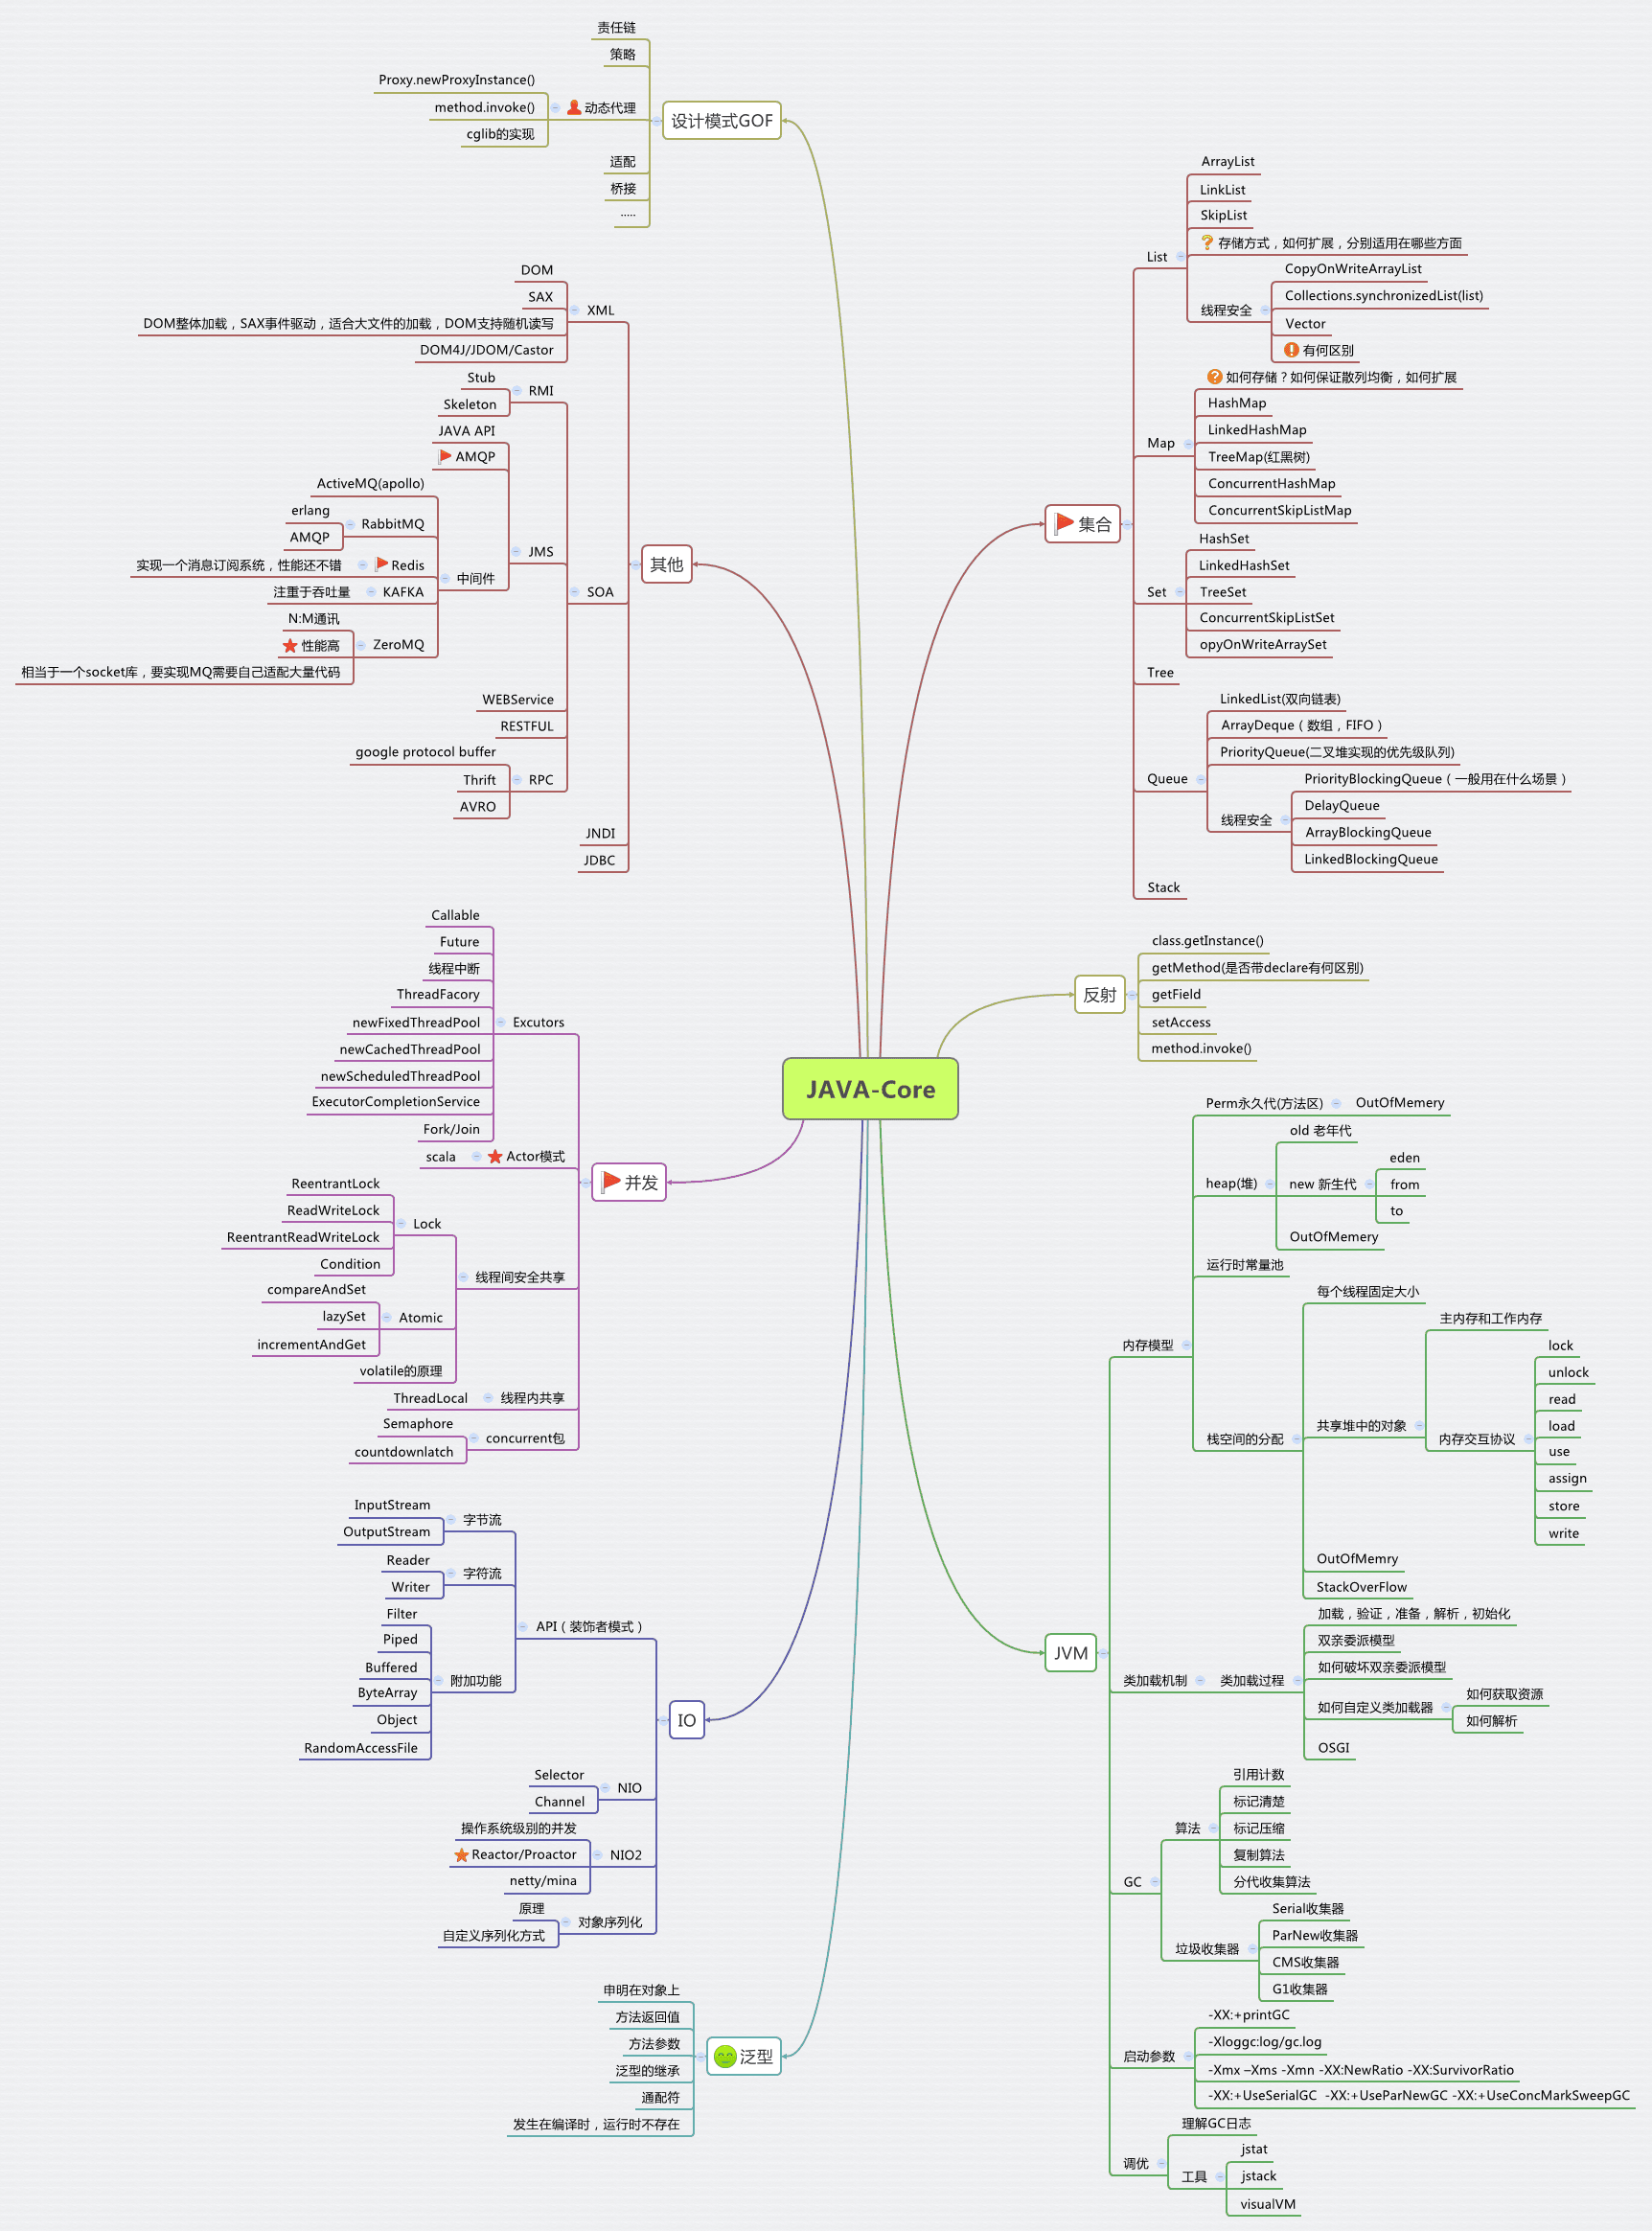 责任链
策略
Proxy.newProxyInstance()
method.invoke()
cglib的实现
动态代理
适配
桥接
.....
设计模式GOF
DOM
SAX
DOM整体加载，SAX事件驱动，适合大文件的加载，DOM支持随机读写
DOM4J/JDOM/Castor
XML
Stub
Skeleton
RMI
JAVA API
AMQP
ActiveMQ(apollo)
erlang
AMQP
RabbitMQ
实现一个消息订阅系统，性能还不错
Redis
注重于吞吐量
KAFKA
N:M通讯
性能高
相当于一个socket库，要实现MQ需要自己适配大量代码
ZeroMQ
中间件
JMS
WEBService
RESTFUL
google protocol buffer
Thrift
AVRO
RPC
SOA
JNDI
JDBC
其他
Callable
Future
线程中断
ThreadFacory
newFixedThreadPool
newCachedThreadPool
newScheduledThreadPool
ExecutorCompletionService
Fork/Join
Excutors
scala
Actor模式
ReentrantLock
ReadWriteLock
ReentrantReadWriteLock
Condition
Lock
compareAndSet
lazySet
incrementAndGet
Atomic
volatile的原理
线程间安全共享
ThreadLocal
线程内共享
Semaphore
countdownlatch
concurrent包
并发
InputStream
OutputStream
字节流
Reader
Writer
字符流
Filter
Piped
Buffered
ByteArray
Object
RandomAccessFile
附加功能
API（装饰者模式）
Selector
Channel
NIO
操作系统级别的并发
Reactor/Proactor
netty/mina
NIO2
原理
自定义序列化方式
对象序列化
IO
申明在对象上
方法返回值
方法参数
泛型的继承
通配符
发生在编译时，运行时不存在
泛型
JAVA-Core
集合
List
ArrayList
LinkList
SkipList
存储方式，如何扩展，分别适用在哪些方面
线程安全
CopyOnWriteArrayList
Collections.synchronizedList(list)
Vector
有何区别
Map
如何存储？如何保证散列均衡，如何扩展
HashMap
LinkedHashMap
TreeMap(红黑树)
ConcurrentHashMap
ConcurrentSkipListMap
Set
HashSet
LinkedHashSet
TreeSet
ConcurrentSkipListSet
opyOnWriteArraySet
Tree
Queue
LinkedList(双向链表)
ArrayDeque（数组，FIFO）
PriorityQueue(二叉堆实现的优先级队列)
线程安全
PriorityBlockingQueue（一般用在什么场景）
DelayQueue
ArrayBlockingQueue
LinkedBlockingQueue
Stack
反射
class.getInstance()
getMethod(是否带declare有何区别)
getField
setAccess
method.invoke()
JVM
内存模型
Perm永久代(方法区)
OutOfMemery
heap(堆)
old 老年代
new 新生代
eden
from
to
OutOfMemery
运行时常量池
栈空间的分配
每个线程固定大小
共享堆中的对象
主内存和工作内存
内存交互协议
lock
unlock
read
load
use
assign
store
write
OutOfMemry
StackOverFlow
类加载机制
类加载过程
加载，验证，准备，解析，初始化
双亲委派模型
如何破坏双亲委派模型
如何自定义类加载器
如何获取资源
如何解析
OSGI
GC
算法
引用计数
标记清楚
标记压缩
复制算法
分代收集算法
垃圾收集器
Serial收集器
ParNew收集器
CMS收集器
G1收集器
启动参数
-XX:+printGC
-Xloggc:log/gc.log
-Xmx –Xms -Xmn -XX:NewRatio -XX:SurvivorRatio
-XX:+UseSerialGC -XX:+UseParNewGC -XX:+UseConcMarkSweepGC
调优
理解GC日志
工具
jstat
jstack
visualVM